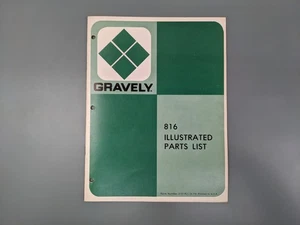 GRAVELY
816
ILLUSTRATED
PARTS LIST